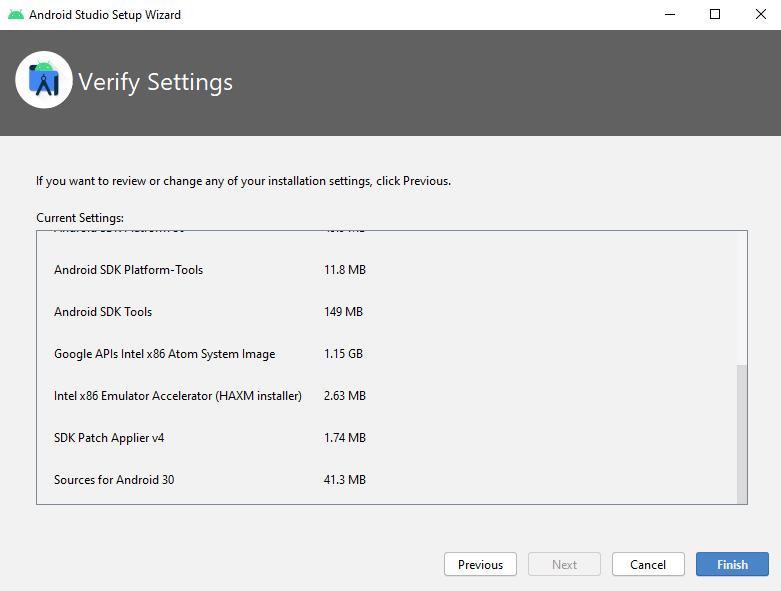 Android Studio Setup Wizard
Verify Settings
If you want to review or change any of your installation settings, click Previous.
Current Settings:
Android SDK Platform-Tools 11.8 MB
Android SDK Tools 149 MB
Google APIs Intel x86 Atom System Image 1.15 GB
Intel x86 Emulator Accelerator (HAXM installer) 2.63 MB
SDK Patch Applier v4 1.74 MB
Sources for Android 30 41.3 MB
Previous Next Cancel Finish